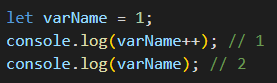 let varName = 1;
console.log(varName++); // 1
console.log(varName); // 2